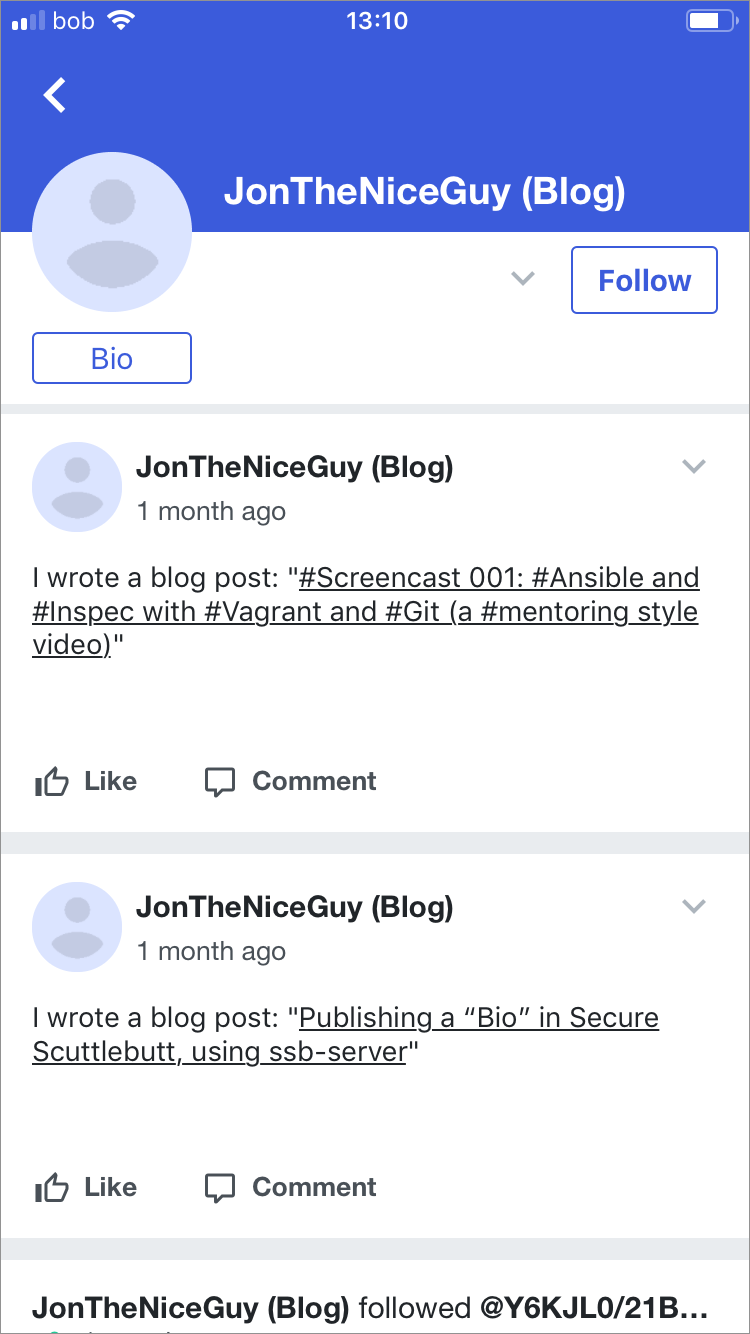 bob 13:10
JonTheNiceGuy (Blog)
Follow
Bio
JonTheNiceGuy (Blog)
1 month ago
I wrote a blog post: "#Screencast 001: #Ansible and
#Inspec with #Vagrant and #Git (a #mentoring style
video)"
Like Comment
JonTheNiceGuy (Blog)
1 month ago
I wrote a blog post: "Publishing a “Bio” in Secure
Scuttlebutt, using ssb-server"
Like Comment
JonTheNiceGuy (Blog) followed @Y6KJL0/21B...